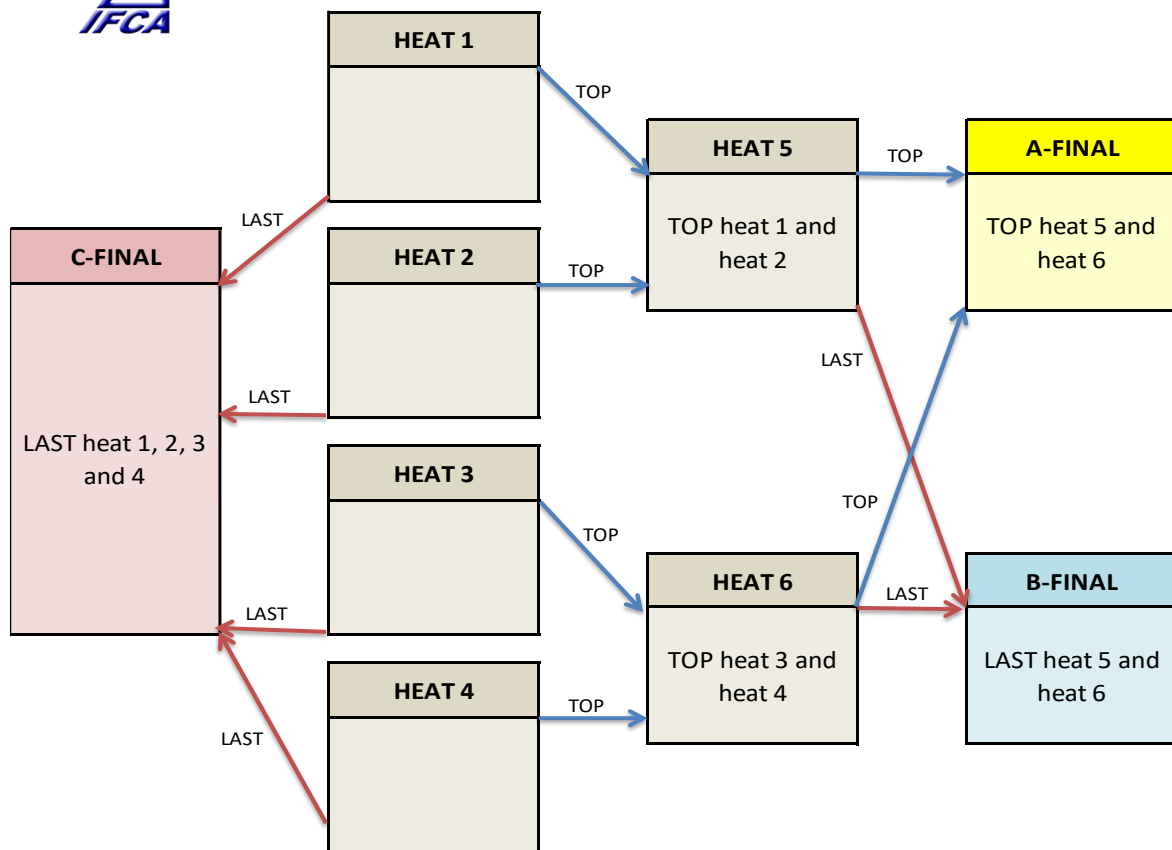 IFCA
HEAT 1
TOP
HEAT 5
TOP
A-FINAL
TOP heat 1 and
heat 2
TOP heat 5 and
heat 6
LAST
C-FINAL
HEAT 2
TOP
LAST
LAST
LAST heat 1, 2, 3
and 4
HEAT 3
TOP
TOP
HEAT 6
LAST
B-FINAL
LAST
TOP heat 3 and
heat 4
LAST heat 5 and
heat 6
HEAT 4
TOP
LAST